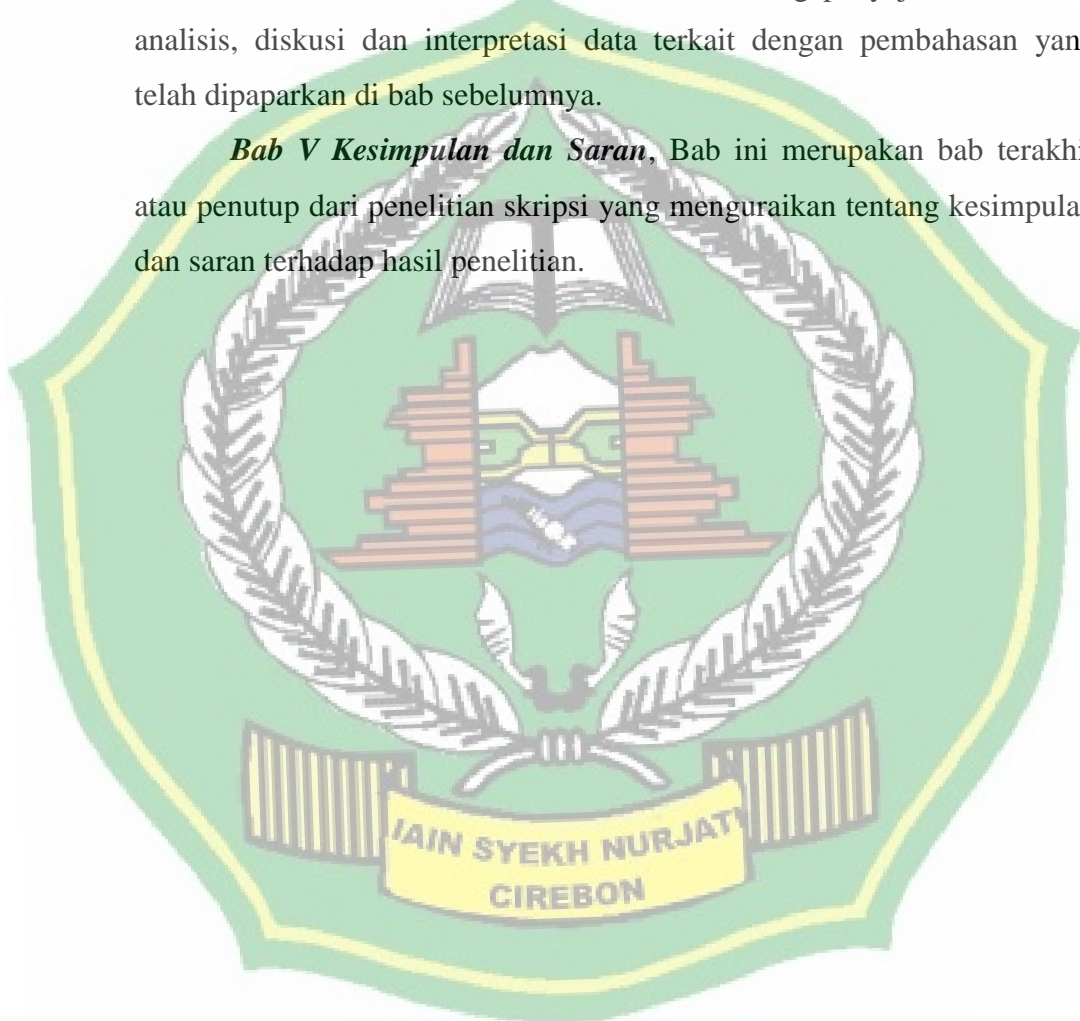 analisis, diskusi dan interpretasi data terkait dengan pembahasan yan
telah dipaparkan di bab sebelumnya.
Bab V Kesimpulan dan Saran, Bab ini merupakan bab terakhi
atau penutup dari penelitian skripsi yang menguraikan tentang kesimpula
dan saran terhadap hasil penelitian.
IAIN SYEKH NURJATI
CIREBON